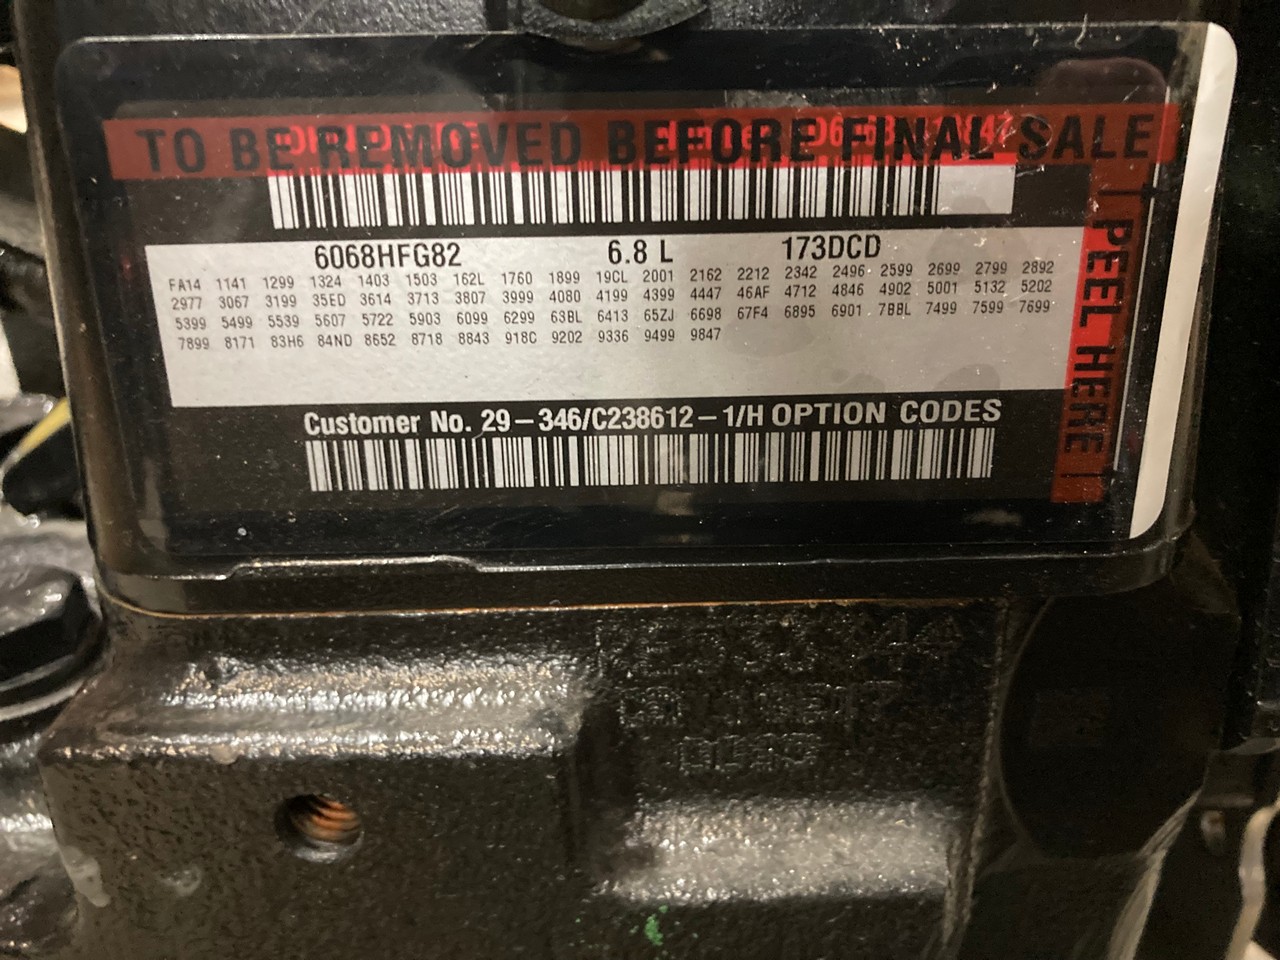 TO BE REMOVED BEFORE FINAL SALE
6068HFG82 6.8 L 173DCD
FA14 1141 1299 1324 1403 1503 162L 1760 1899 19CL 2001 2162 2212 2342 2496 2599 2699 2799 2892
2977 3067 3199 35ED 3614 3713 3807 3999 4080 4199 4399 4447 46AF 4712 4846 4902 5001 5132 5202
5399 5499 5539 5607 5722 5903 6099 6299 63BL 6413 65ZJ 6698 67F4 6895 6901 7BBL 7499 7599 7699
7899 8171 83H6 84ND 8652 8718 8843 918C 9202 9336 9499 9847
Customer No. 29-346/C238612-1/H OPTION CODES
PEEL HERE